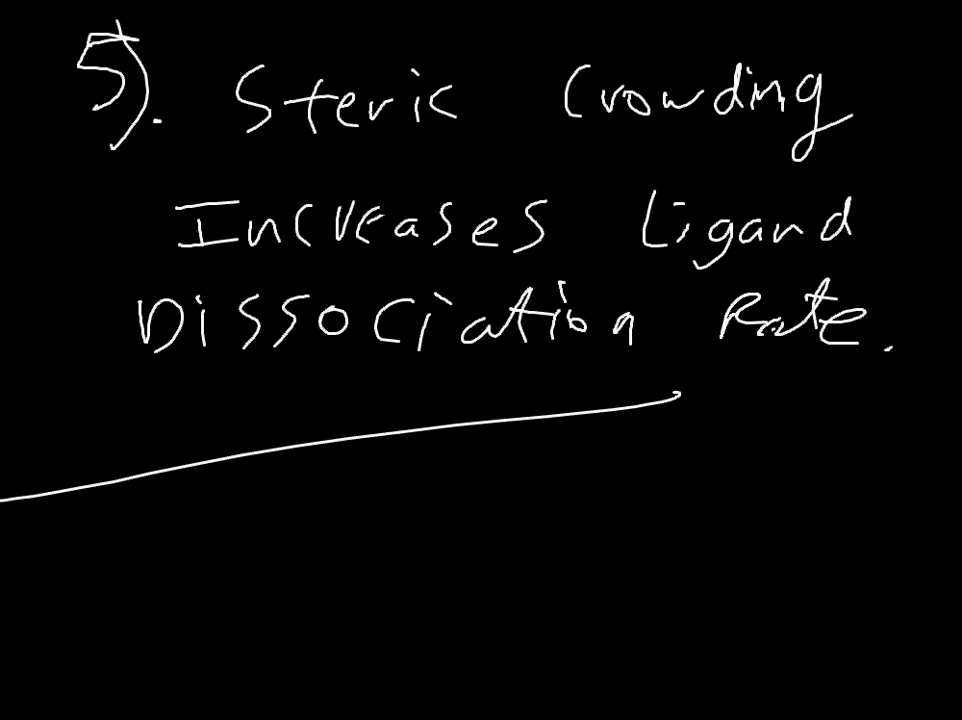 5). Steric Crowding
Increases Ligand
Dissociation Rate.